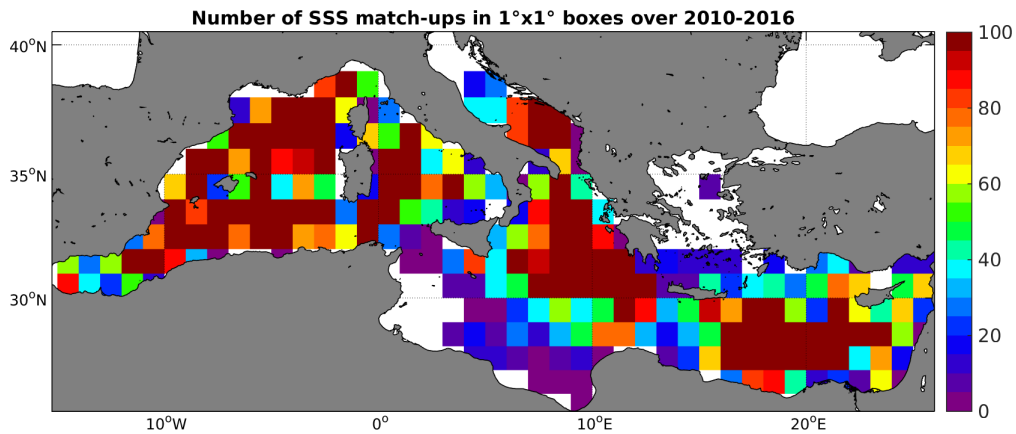 Number of SSS match-ups in 1°x1° boxes over 2010-2016
40°N
35°N
30°N
10°W
0°
10°E
20°E
100
80
60
40
20
0